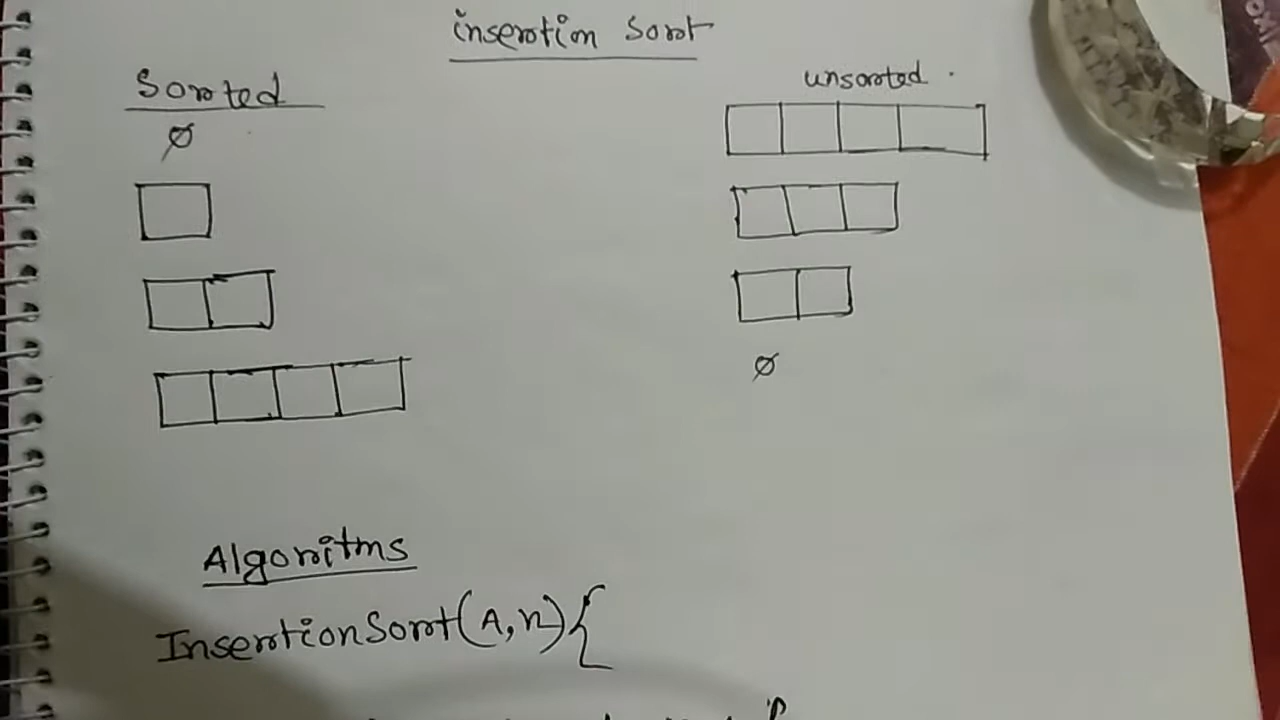 insertion Sort
Sorted
unsorted .
Ø
Ø
Algoritms
InsertionSort(A,n){